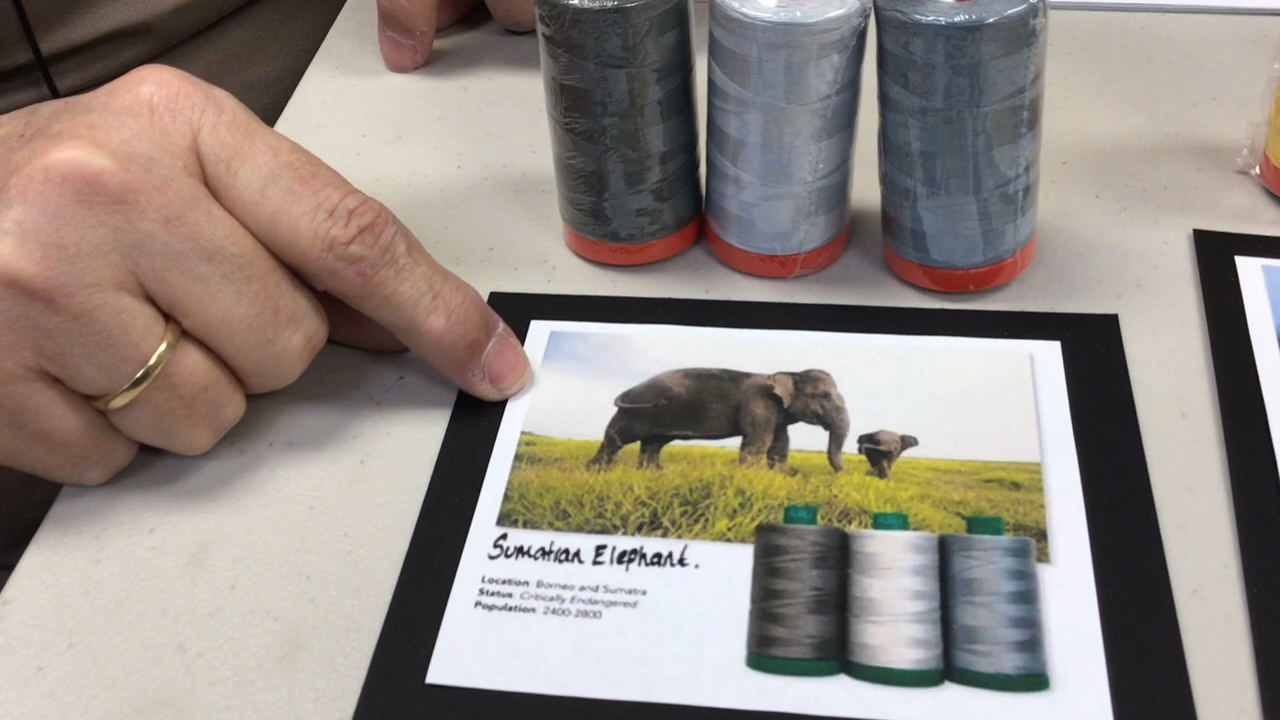 Sumatran Elephant.
Location: Borneo and Sumatra
Status: Critically Endangered
Population: 2400-2800